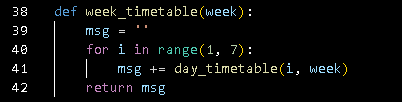 38 def week_timetable(week):
39 msg = ''
40 for i in range(1, 7):
41 msg += day_timetable(i, week)
42 return msg